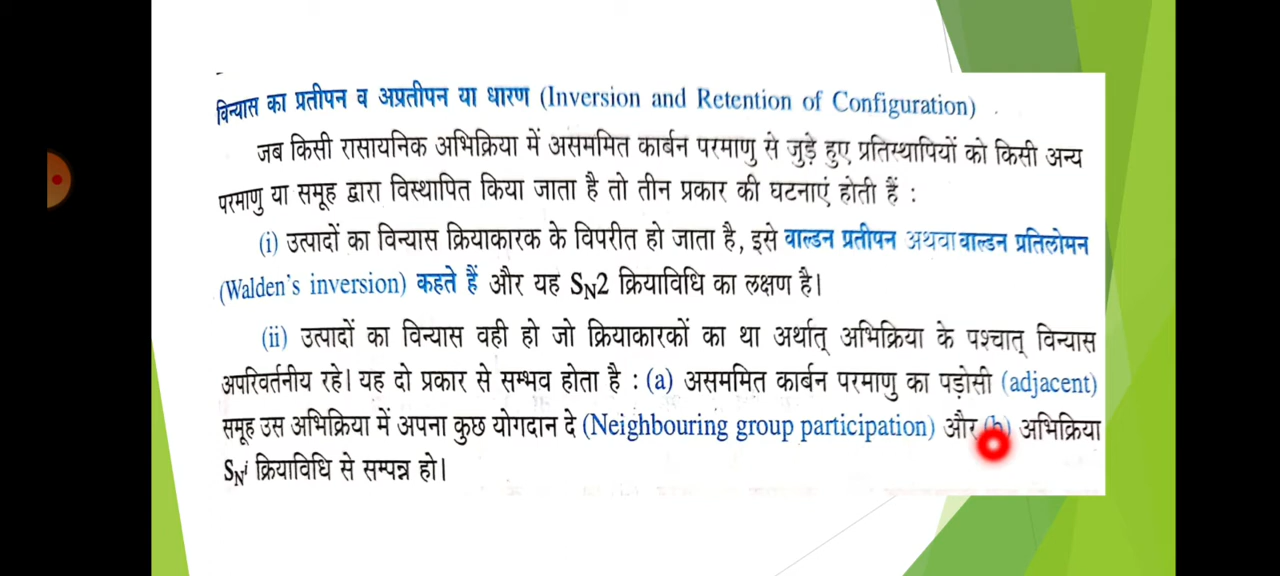 विन्यास का प्रतीपन व अप्रतीपन या धारण (Inversion and Retention of Configuration)
जब किसी रासायनिक अभिक्रिया में असममित कार्बन परमाणु से जुड़े हुए प्रतिस्थापियों को किसी अन्य
परमाणु या समूह द्वारा विस्थापित किया जाता है तो तीन प्रकार की घटनाएं होती हैं :
(i) उत्पादों का विन्यास क्रियाकारक के विपरीत हो जाता है, इसे वाल्डन प्रतीपन अथवा वाल्डन प्रतिलोमन
(Walden's inversion) कहते हैं और यह SN2 क्रियाविधि का लक्षण है।
(ii) उत्पादों का विन्यास वही हो जो क्रियाकारकों का था अर्थात् अभिक्रिया के पश्चात् विन्यास
अपरिवर्तनीय रहे। यह दो प्रकार से सम्भव होता है : (a) असममित कार्बन परमाणु का पड़ोसी (adjacent)
समूह उस अभिक्रिया में अपना कुछ योगदान दे (Neighbouring group participation) और (b) अभिक्रिया
SNi क्रियाविधि से सम्पन्न हो।